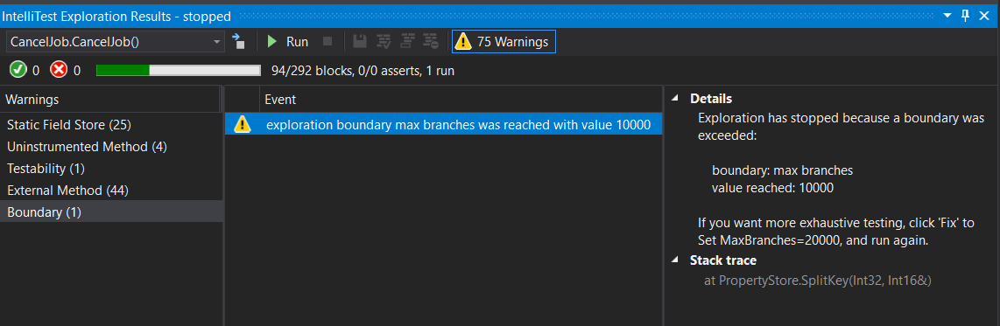 IntelliTest Exploration Results - stopped
CancelJob.CancelJob() Run 75 Warnings
0 0 94/292 blocks, 0/0 asserts, 1 run
Warnings
Static Field Store (25)
Uninstrumented Method (4)
Testability (1)
External Method (44)
Boundary (1)
Event
exploration boundary max branches was reached with value 10000
Details
Exploration has stopped because a boundary was
exceeded:
boundary: max branches
value reached: 10000
If you want more exhaustive testing, click 'Fix' to
Set MaxBranches=20000, and run again.
Stack trace
at PropertyStore.SplitKey(Int32, Int16&)